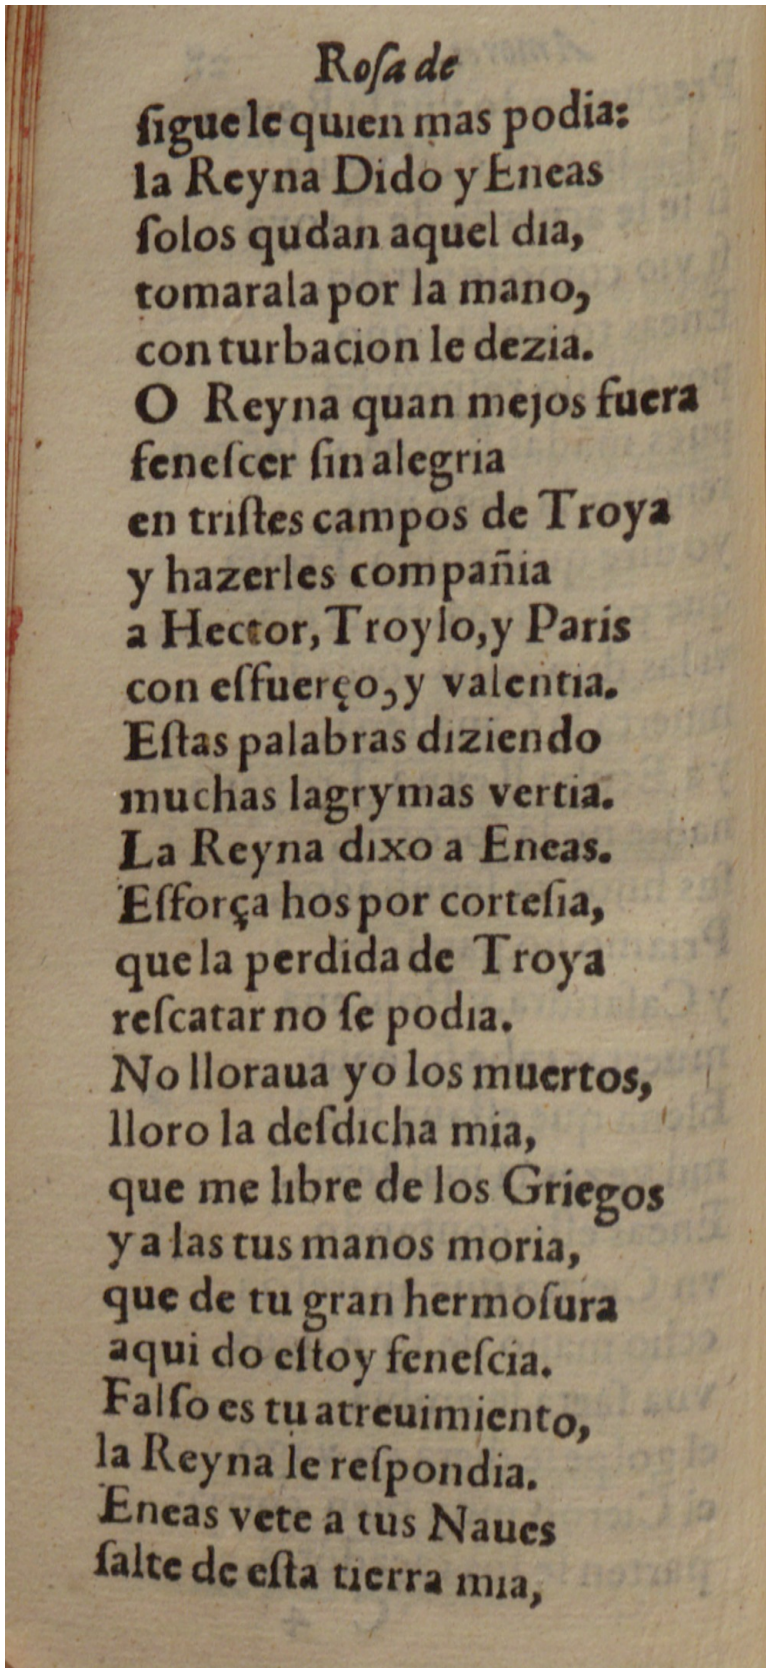 Roſa de
ſigue le quien mas podia:
la Reyna Dido y Eneas
ſolos qudan aquel dia,
tomarala por la mano,
con turbacion le dezia.
O Reyna quan mejos fuera
feneſcer ſin alegria
en triſtes campos de Troya
y hazerles compañia
a Hector, Troylo, y Paris
con eſfuerço, y valentia.
Eſtas palabras diziendo
muchas lagrymas vertia.
La Reyna dixo a Eneas.
Eſforça hos por corteſia,
que la perdida de Troya
reſcatar no ſe podia.
No lloraua yo los muertos,
lloro la deſdicha mia,
que me libre de los Griegos
y a las tus manos moria,
que de tu gran hermoſura
aqui do eſtoy feneſcia.
Falſo es tu atreuimiento,
la Reyna le reſpondia.
Eneas vete a tus Naues
ſalte de eſta tierra mia,